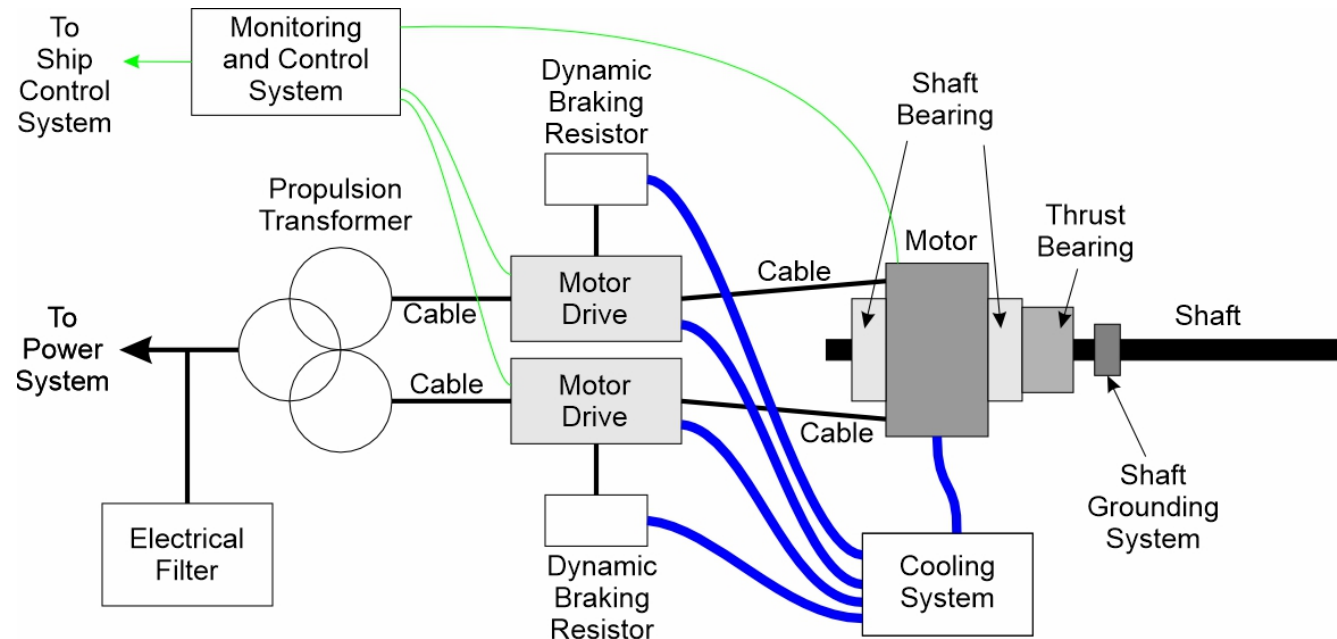 To
Ship
Control
System
Monitoring
and Control
System
Dynamic
Braking
Resistor
Shaft
Bearing
Propulsion
Transformer
Motor
Thrust
Bearing
Cable
Motor
Drive
Cable
Shaft
To
Power
System
Cable
Motor
Drive
Cable
Shaft
Grounding
System
Electrical
Filter
Dynamic
Braking
Resistor
Cooling
System